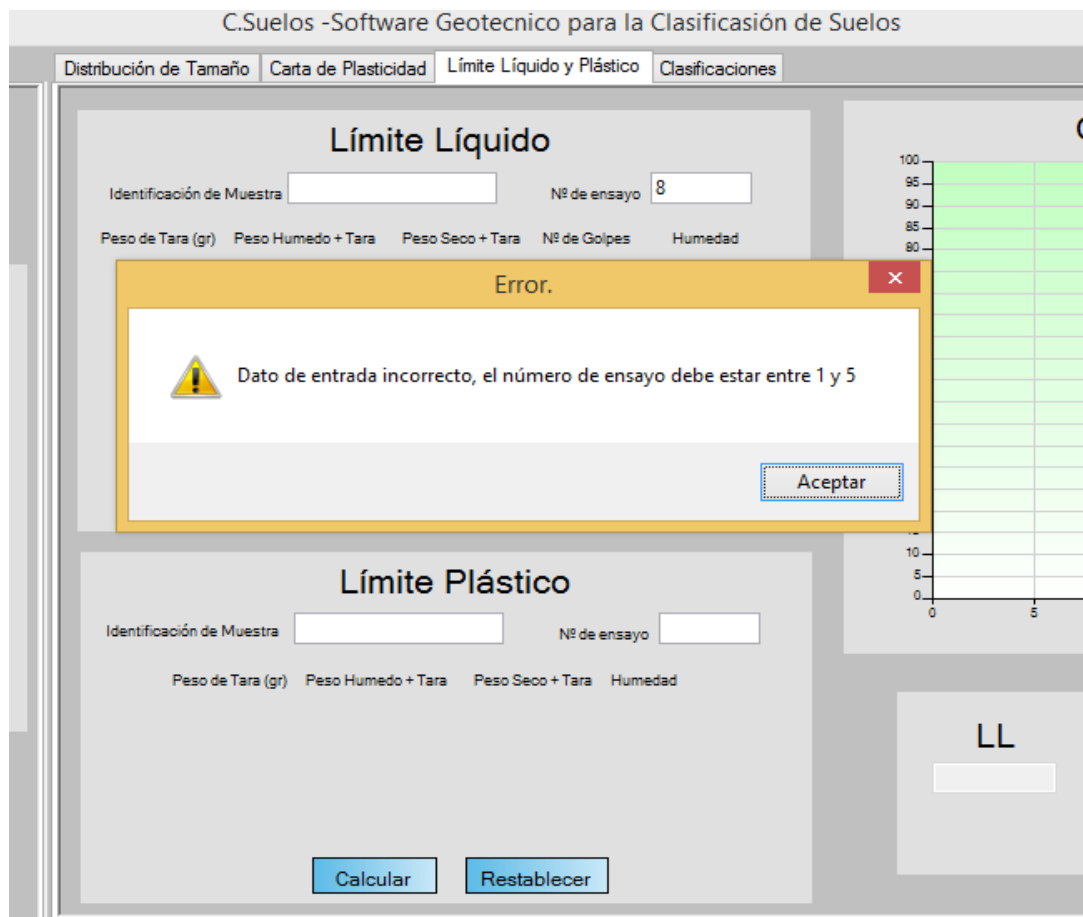 C.Suelos -Software Geotecnico para la Clasificasión de Suelos
Distribución de Tamaño Carta de Plasticidad Límite Líquido y Plástico Clasificaciones
Límite Líquido
Identificación de Muestra Nº de ensayo 8
Peso de Tara (gr) Peso Humedo + Tara Peso Seco + Tara Nº de Golpes Humedad
Error.
Dato de entrada incorrecto, el número de ensayo debe estar entre 1 y 5
Aceptar
Límite Plástico
Identificación de Muestra Nº de ensayo
Peso de Tara (gr) Peso Humedo + Tara Peso Seco + Tara Humedad
Calcular Restablecer
100
95
90
85
80
10
5
0
0 5
LL